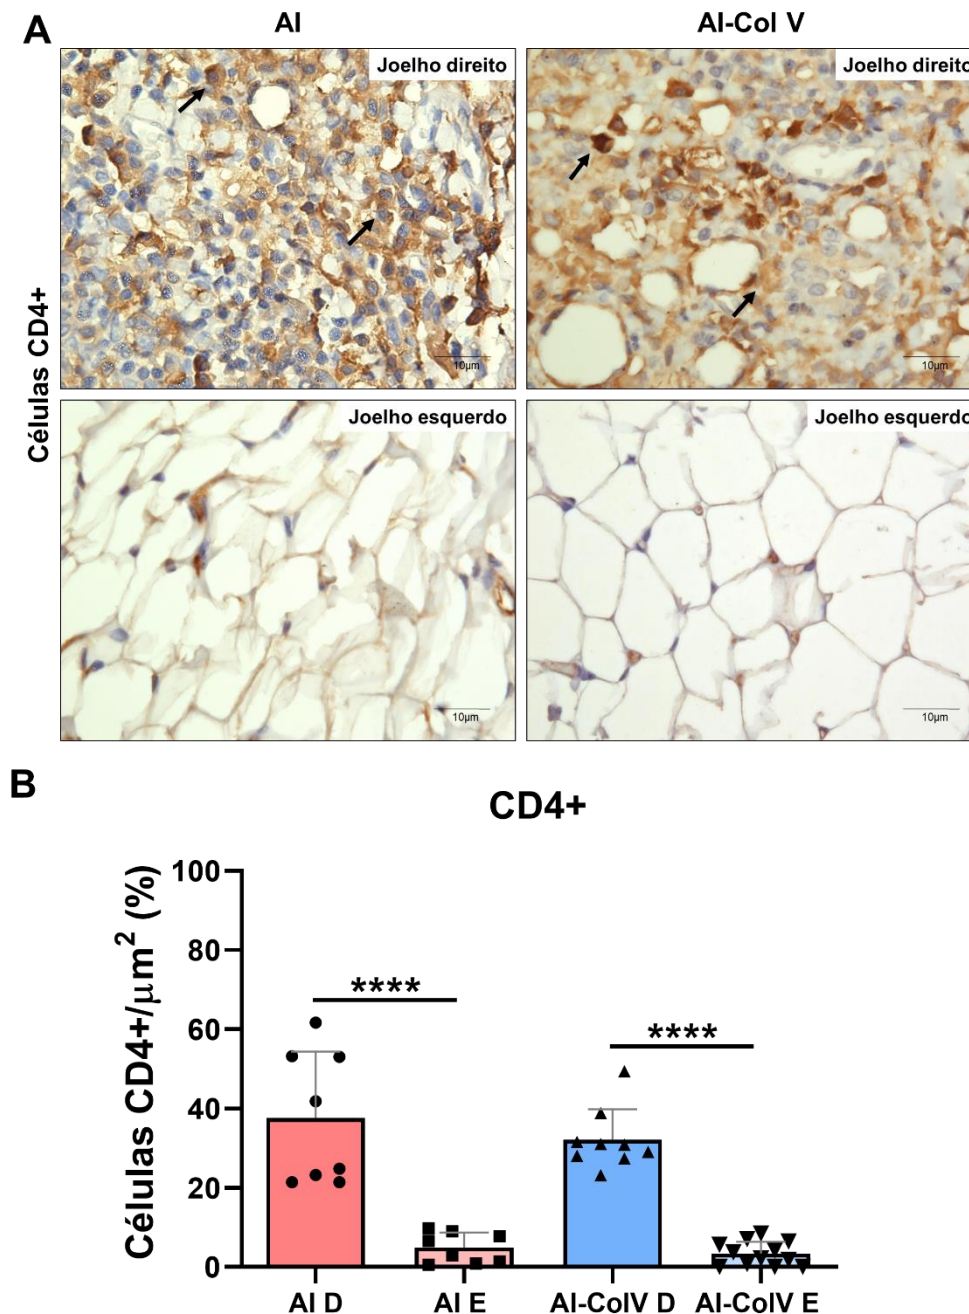 A
AI
AI-Col V
Células CD4+
Joelho direito
Joelho direito
10µm
10µm
Joelho esquerdo
Joelho esquerdo
10µm
10µm
B
CD4+
Células CD4+/μm² (%)
100
80
60
40
20
0
****
****
AI D
AI E
AI-ColV D
AI-ColV E